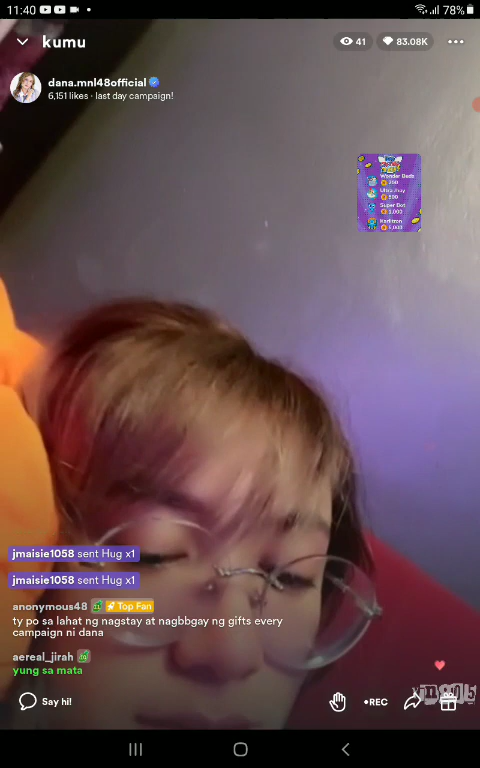 11:40
78%
kumu
41
83.08K
dana.mnl48official
6,151 likes · last day campaign!
Wonder Buds
Super Bot
jmaisie1058 sent Hug x1
jmaisie1058 sent Hug x1
anonymous48 Top Fan
ty po sa lahat ng nagstay at nagbbgay ng gifts every
campaign ni dana
aereal_jirah
yung sa mata
Say hi!
•REC